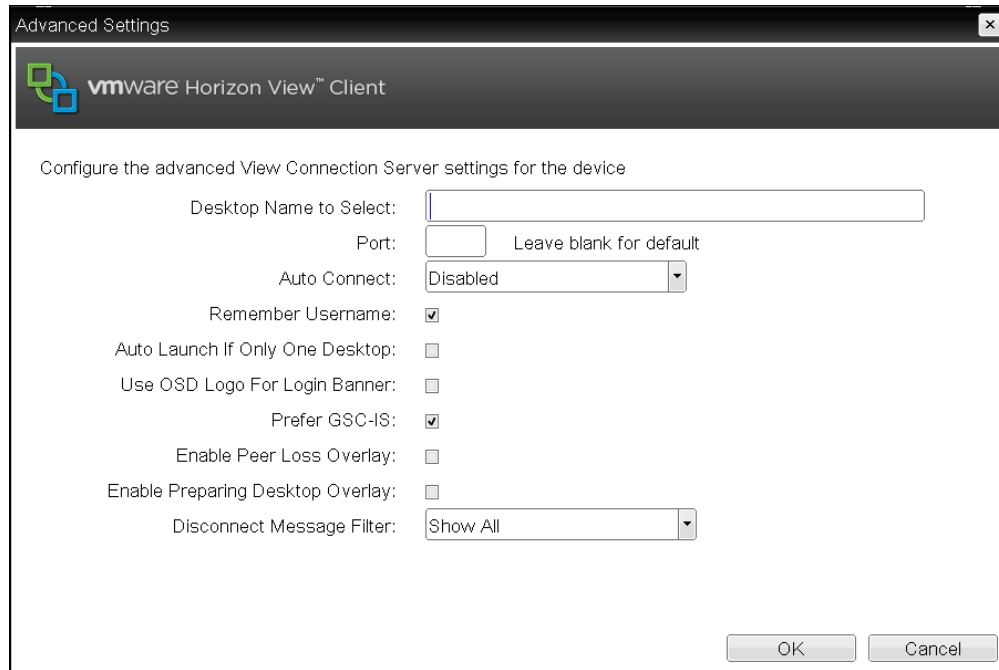 Advanced Settings
vmware Horizon View™ Client
Configure the advanced View Connection Server settings for the device
Desktop Name to Select:
Port: Leave blank for default
Auto Connect: Disabled
Remember Username:
Auto Launch If Only One Desktop:
Use OSD Logo For Login Banner:
Prefer GSC-IS:
Enable Peer Loss Overlay:
Enable Preparing Desktop Overlay:
Disconnect Message Filter: Show All
OK Cancel